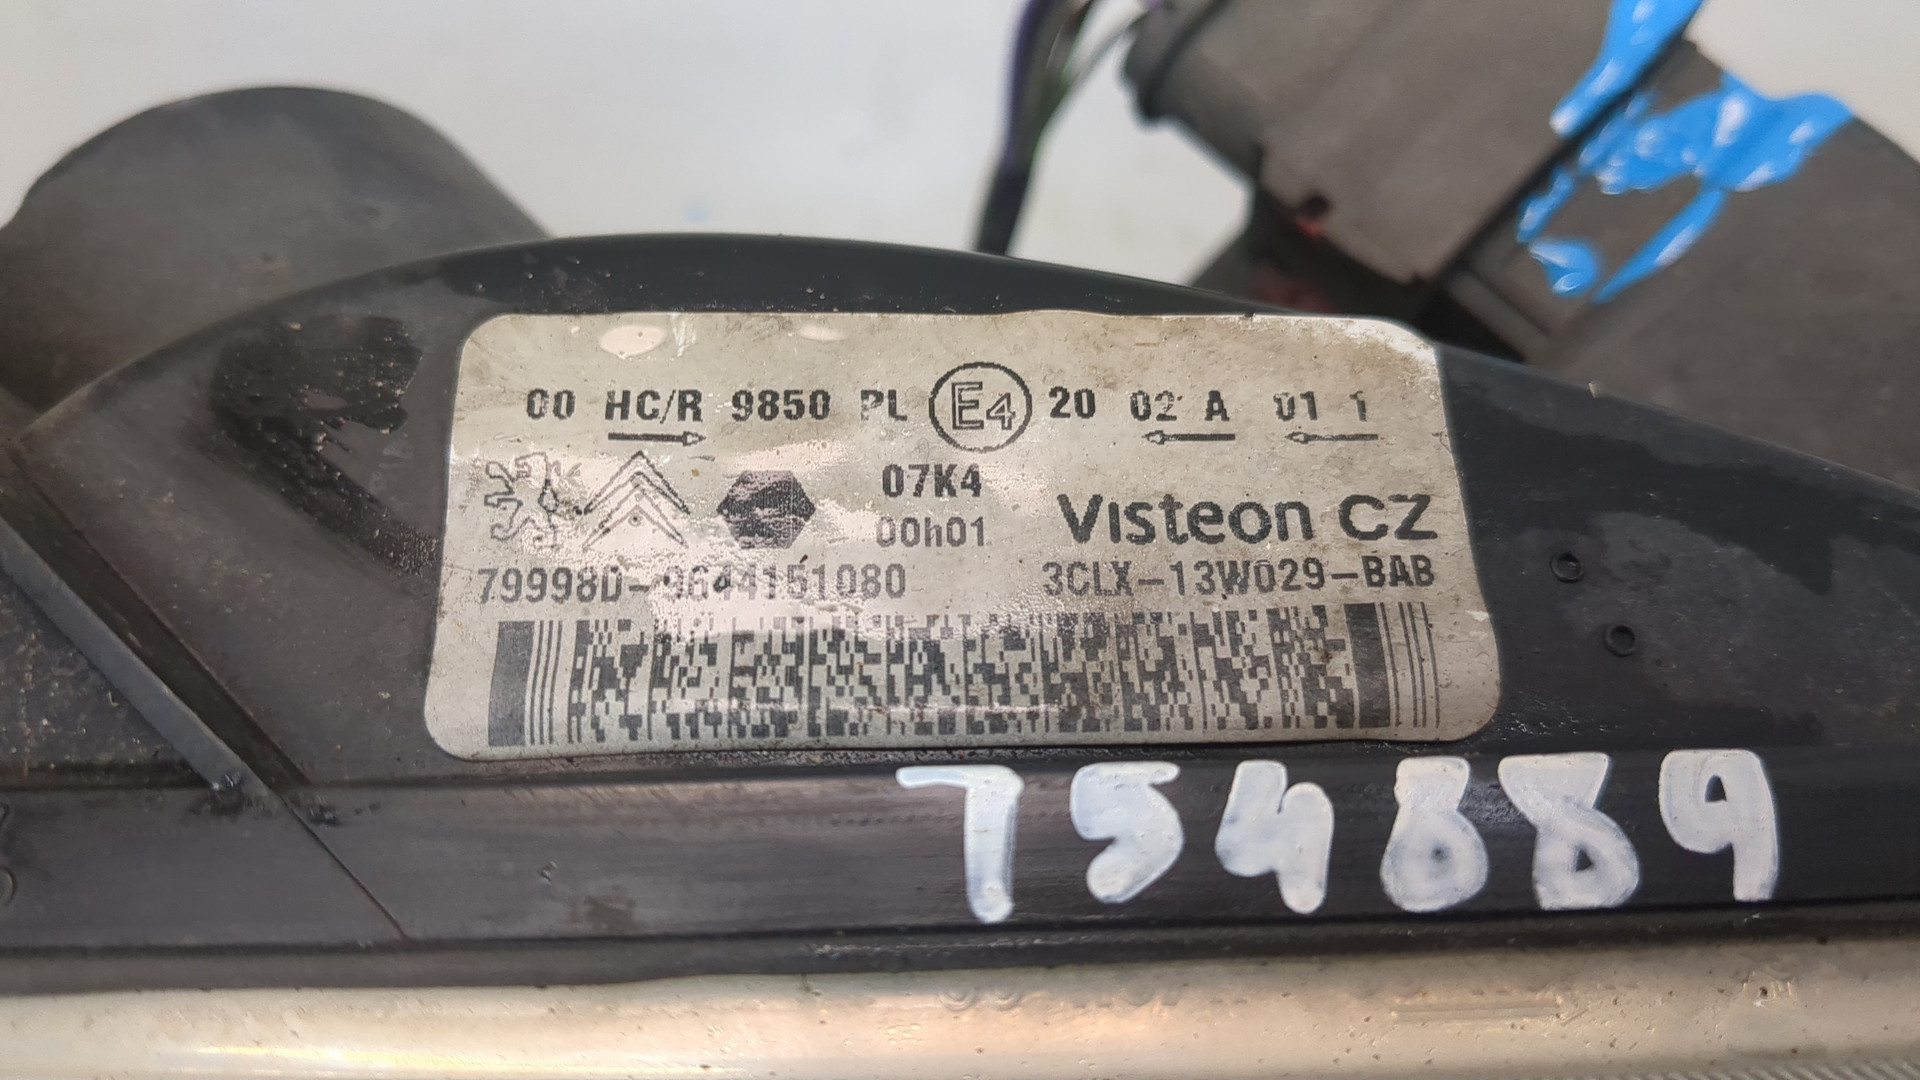 00 HC/R 9850 PL E4 20 02 A 01 1
07K4
00h01
Visteon CZ
79998D-9644151080 3CLX-13W029-BAB
754889